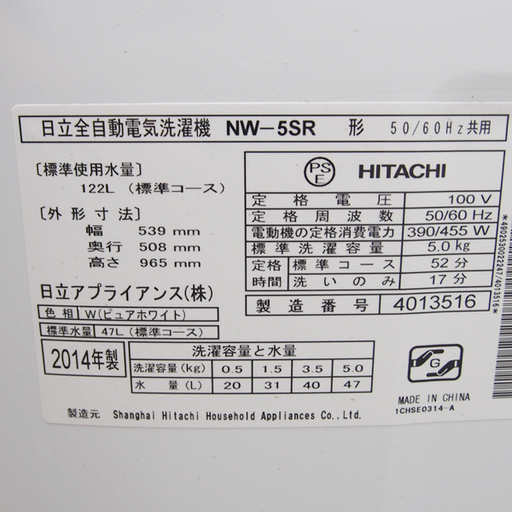 日立全自動電気洗濯機 NW-5SR 形 50/60Hz共用
〔標準使用水量〕
122L (標準コース)
〔外形寸法〕
幅 539 mm
奥行 508 mm
高さ 965 mm
日立アプライアンス(株)
色相 W(ピュアホワイト)
標準水量 47L (標準コース)
PS
E
HITACHI
定格電圧 100 V
定格周波数 50/60 Hz
電動機の定格消費電力 390/455 W
標準洗濯容量 5.0kg
定格時間 標準コース 52分
洗いのみ 17分
製造番号 4013516
2014年製
洗濯容量と水量
洗濯容量(kg) 0.5 1.5 3.5 5.0
水量(L) 20 31 40 47
製造元 Shanghai Hitachi Household Appliances Co.,Ltd.
G
MADE IN CHINA
1CHSE0314-A